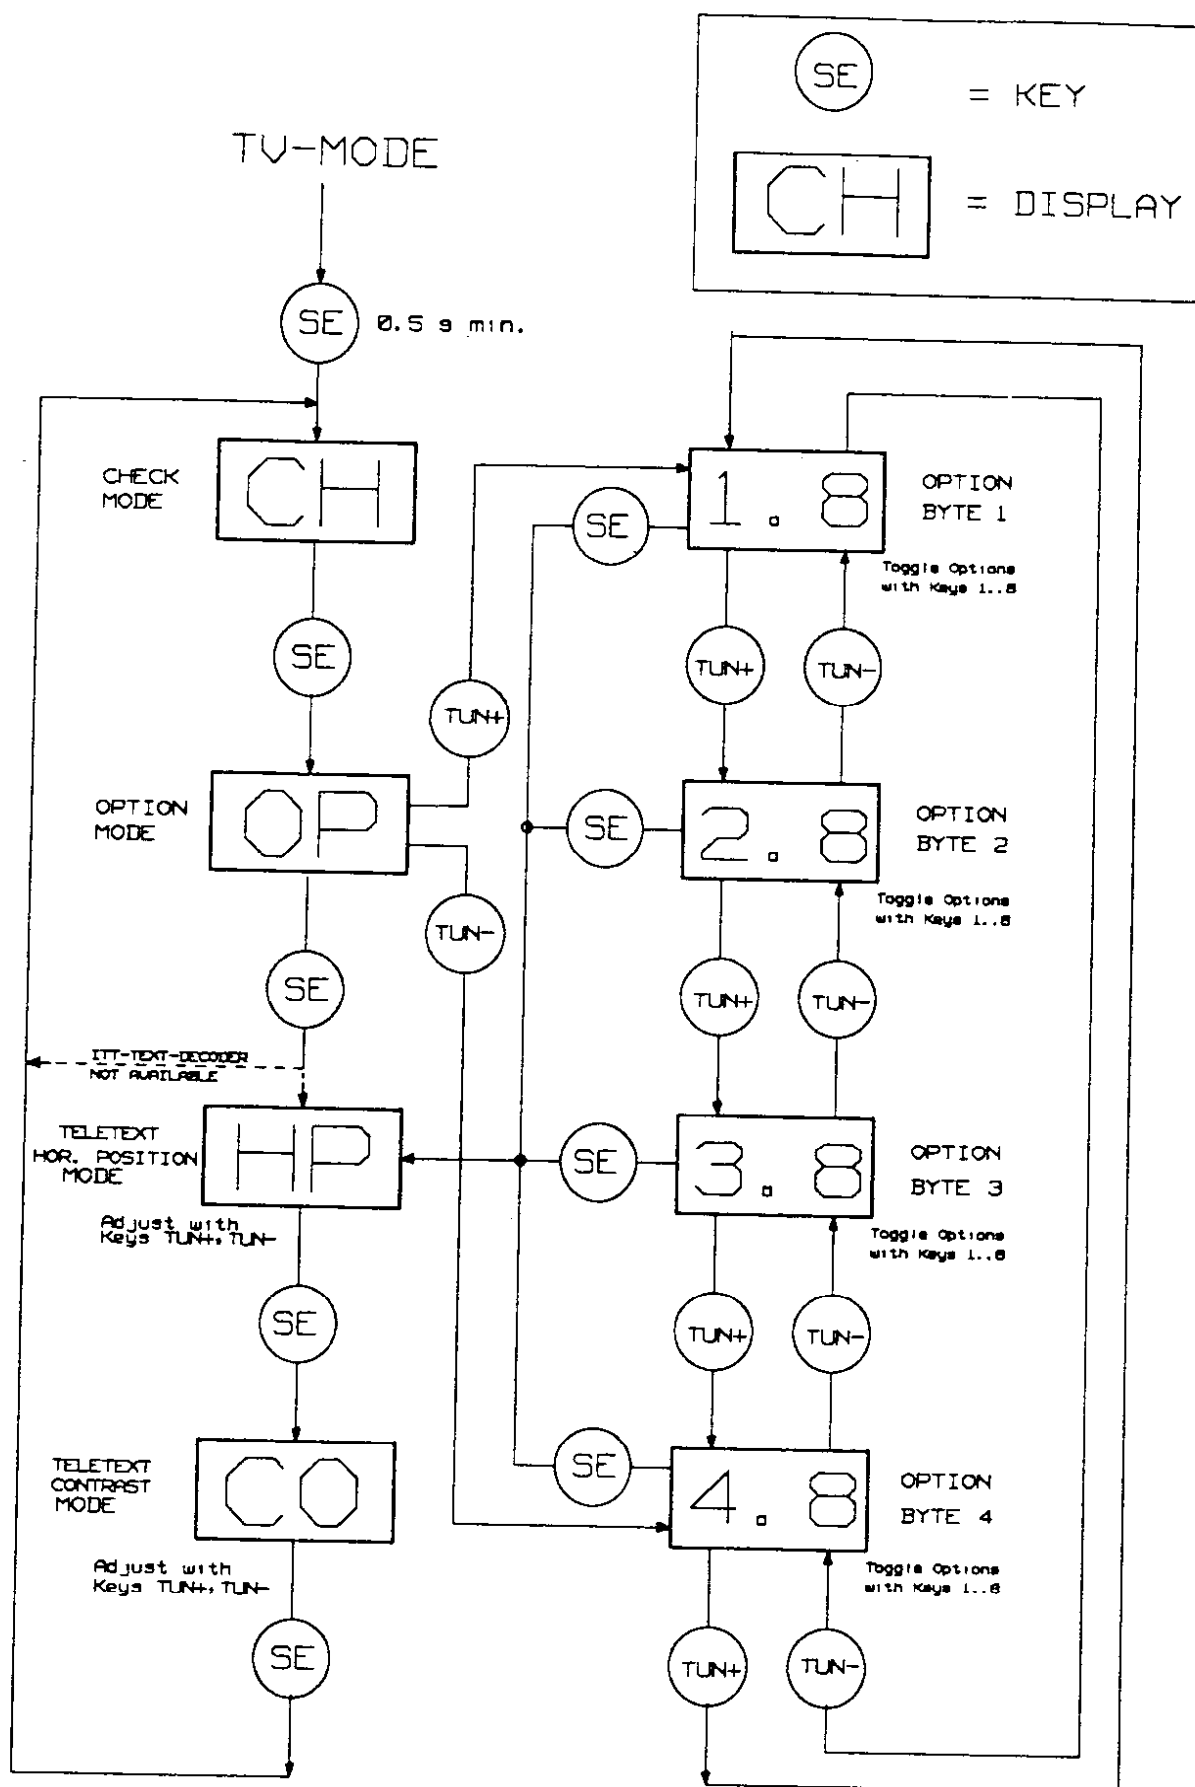 SE
= KEY
CH
= DISPLAY
TV-MODE
SE
0.5 s min.
CHECK
MODE
CH
SE
OPTION
MODE
OP
TUN+
TUN-
SE
ITT-TEXT-DECODER
NOT AVAILABLE
TELETEXT
HOR. POSITION
MODE
HP
Adjust with
Keys TUN+, TUN-
SE
TELETEXT
CONTRAST
MODE
CO
Adjust with
Keys TUN+, TUN-
SE
SE
1. 8
OPTION
BYTE 1
Toggle Options
with Keys 1..8
TUN+
TUN-
SE
2. 8
OPTION
BYTE 2
Toggle Options
with Keys 1..8
TUN+
TUN-
SE
3. 8
OPTION
BYTE 3
Toggle Options
with Keys 1..8
TUN+
TUN-
SE
4. 8
OPTION
BYTE 4
Toggle Options
with Keys 1..8
TUN+
TUN-